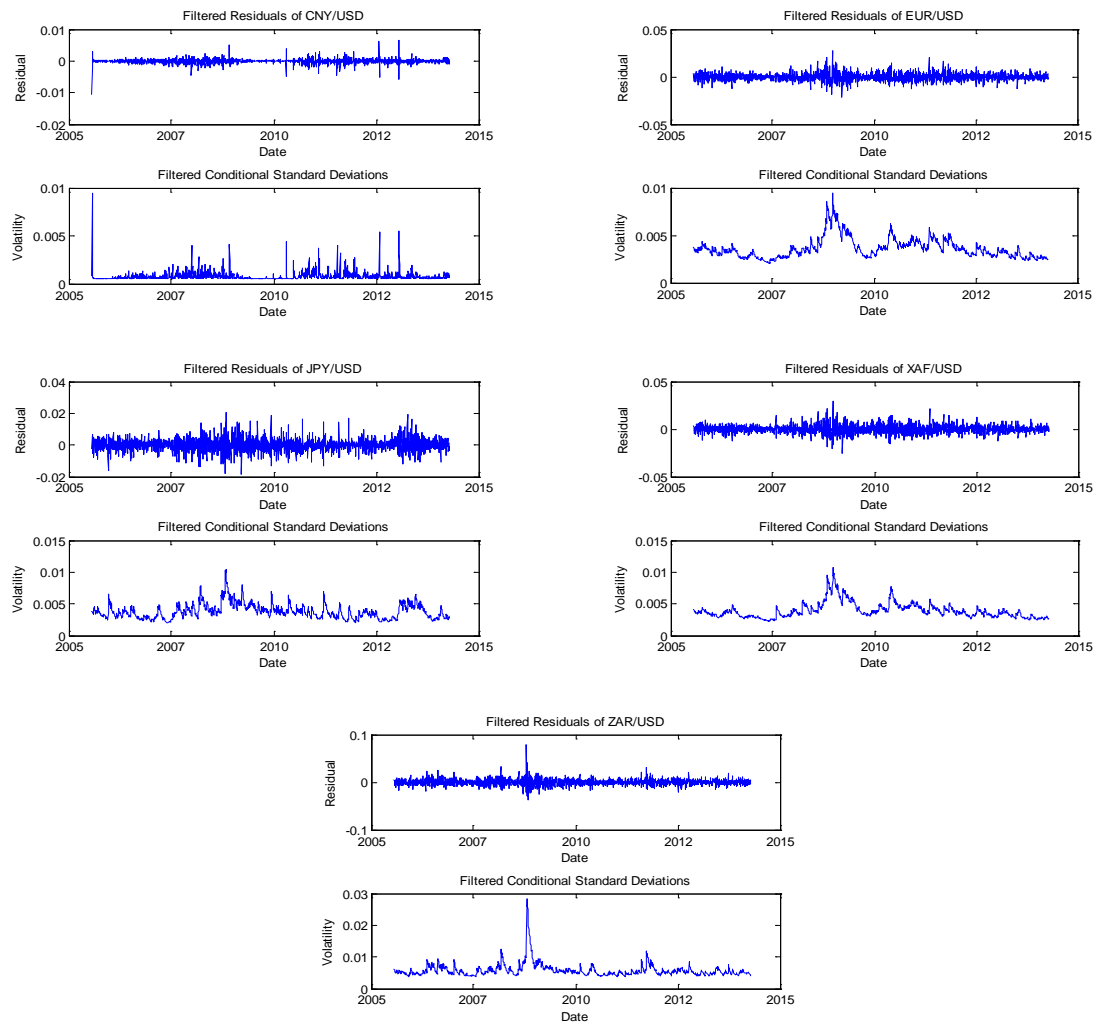 Filtered Residuals of CNY/USD
0.01
0
-0.01
-0.02
Residual
2005 2007 2010 2012 2015
Date
Filtered Conditional Standard Deviations
0.01
0.005
0
Volatility
2005 2007 2010 2012 2015
Date
Filtered Residuals of EUR/USD
0.05
0
-0.05
Residual
2005 2007 2010 2012 2015
Date
Filtered Conditional Standard Deviations
0.01
0.005
0
Volatility
2005 2007 2010 2012 2015
Date
Filtered Residuals of JPY/USD
0.04
0.02
0
-0.02
Residual
2005 2007 2010 2012 2015
Date
Filtered Conditional Standard Deviations
0.015
0.01
0.005
0
Volatility
2005 2007 2010 2012 2015
Date
Filtered Residuals of XAF/USD
0.05
0
-0.05
Residual
2005 2007 2010 2012 2015
Date
Filtered Conditional Standard Deviations
0.015
0.01
0.005
0
Volatility
2005 2007 2010 2012 2015
Date
Filtered Residuals of ZAR/USD
0.1
0
-0.1
Residual
2005 2007 2010 2012 2015
Date
Filtered Conditional Standard Deviations
0.03
0.02
0.01
0
Volatility
2005 2007 2010 2012 2015
Date